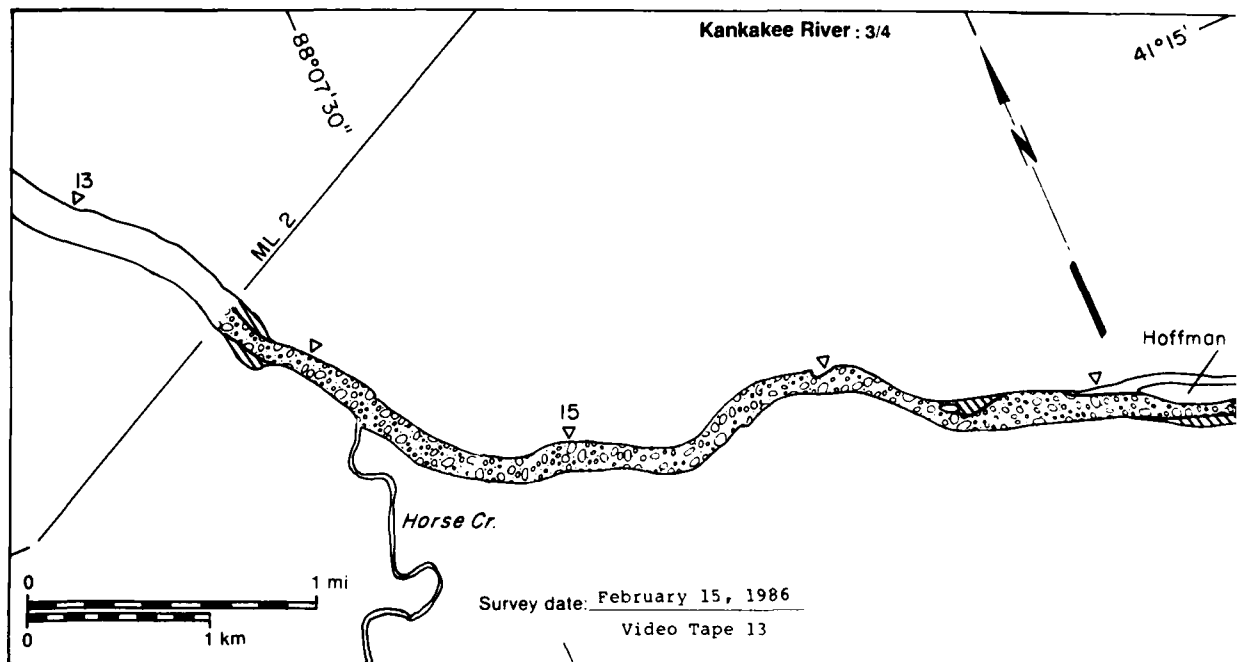 Kankakee River : 3/4
88°07'30"
41°15'
13
ML 2
Hoffman
15
Horse Cr.
0 1 mi
0 1 km
Survey date: February 15, 1986
Video Tape 13